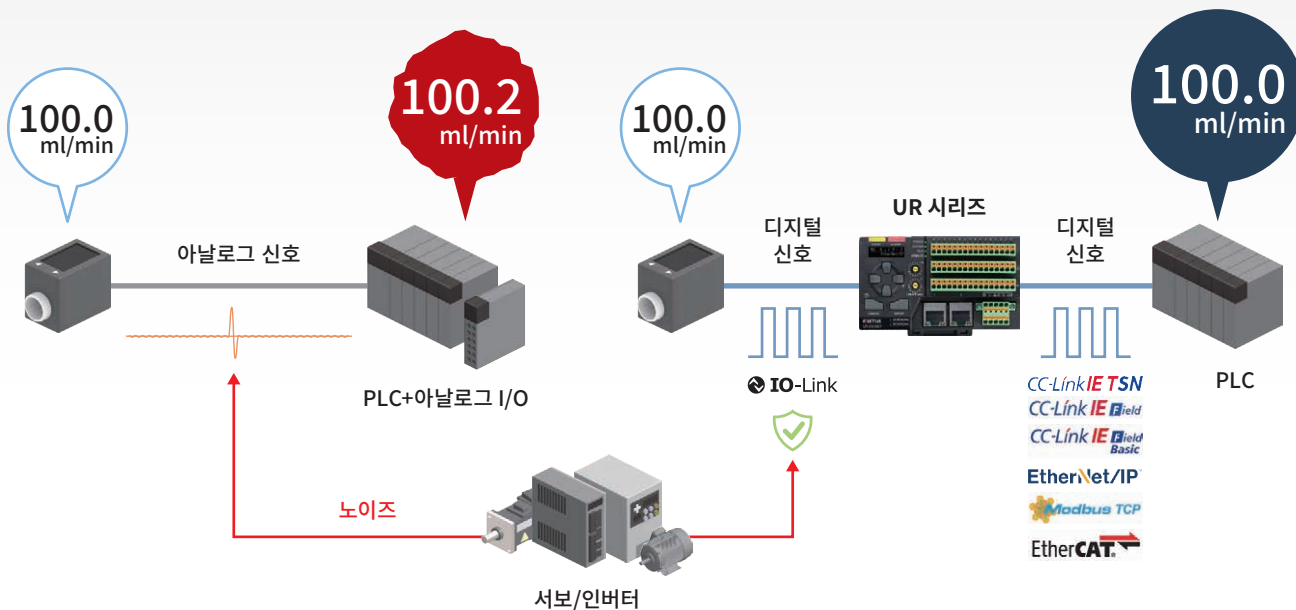 100.0
ml/min
100.2
ml/min
100.0
ml/min
100.0
ml/min
아날로그 신호
PLC+아날로그 I/O
디지털
신호
UR 시리즈
디지털
신호
IO-Link
PLC
CC-Link IE TSN
CC-Link IE Field
CC-Link IE Field
Basic
EtherNet/IP
Modbus TCP
EtherCAT
노이즈
서보/인버터